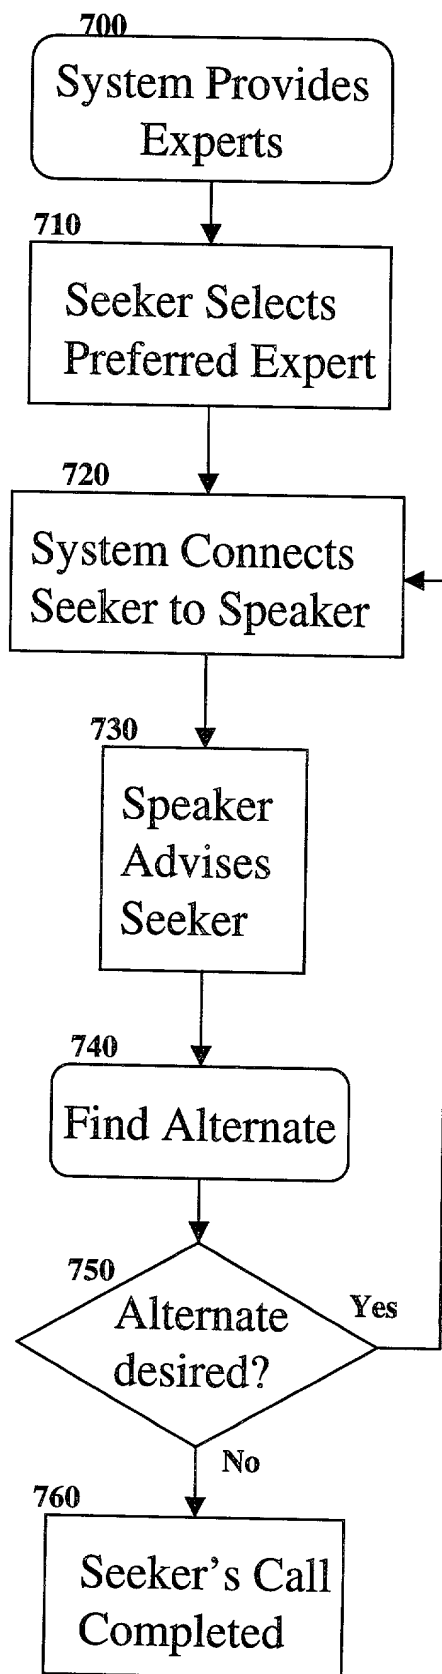 700
System Provides
Experts
710
Seeker Selects
Preferred Expert
720
System Connects
Seeker to Speaker
730
Speaker
Advises
Seeker
740
Find Alternate
750
Alternate
desired?
Yes
No
760
Seeker's Call
Completed